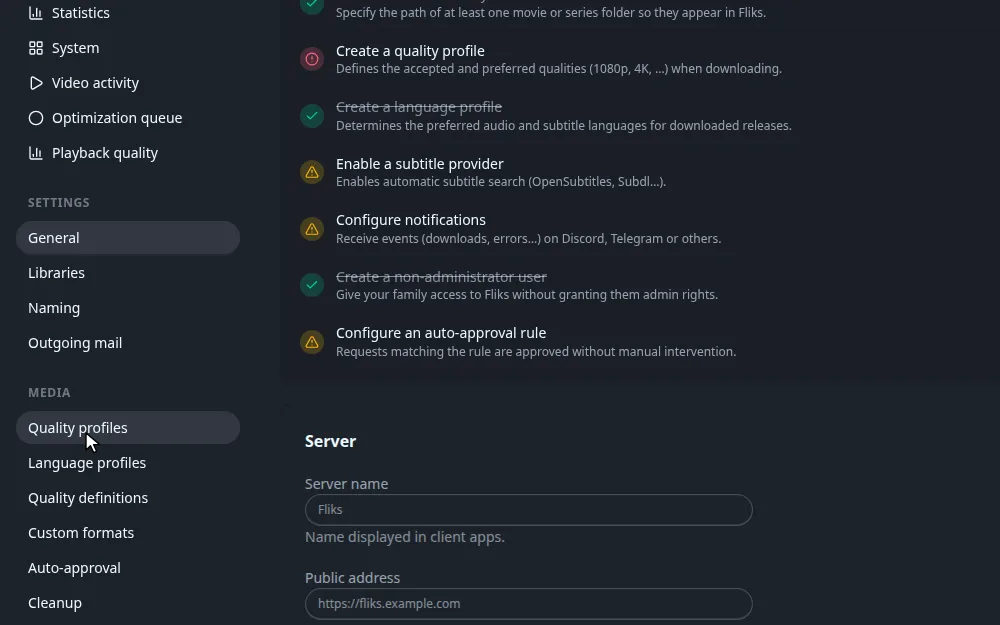 Statistics
System
Video activity
Optimization queue
Playback quality
SETTINGS
General
Libraries
Naming
Outgoing mail
MEDIA
Quality profiles
Language profiles
Quality definitions
Custom formats
Auto-approval
Cleanup
Specify the path of at least one movie or series folder so they appear in Fliks.
Create a quality profile
Defines the accepted and preferred qualities (1080p, 4K, ...) when downloading.
Create a language profile
Determines the preferred audio and subtitle languages for downloaded releases.
Enable a subtitle provider
Enables automatic subtitle search (OpenSubtitles, Subdl...).
Configure notifications
Receive events (downloads, errors...) on Discord, Telegram or others.
Create a non-administrator user
Give your family access to Fliks without granting them admin rights.
Configure an auto-approval rule
Requests matching the rule are approved without manual intervention.
Server
Server name
Fliks
Name displayed in client apps.
Public address
https://fliks.example.com